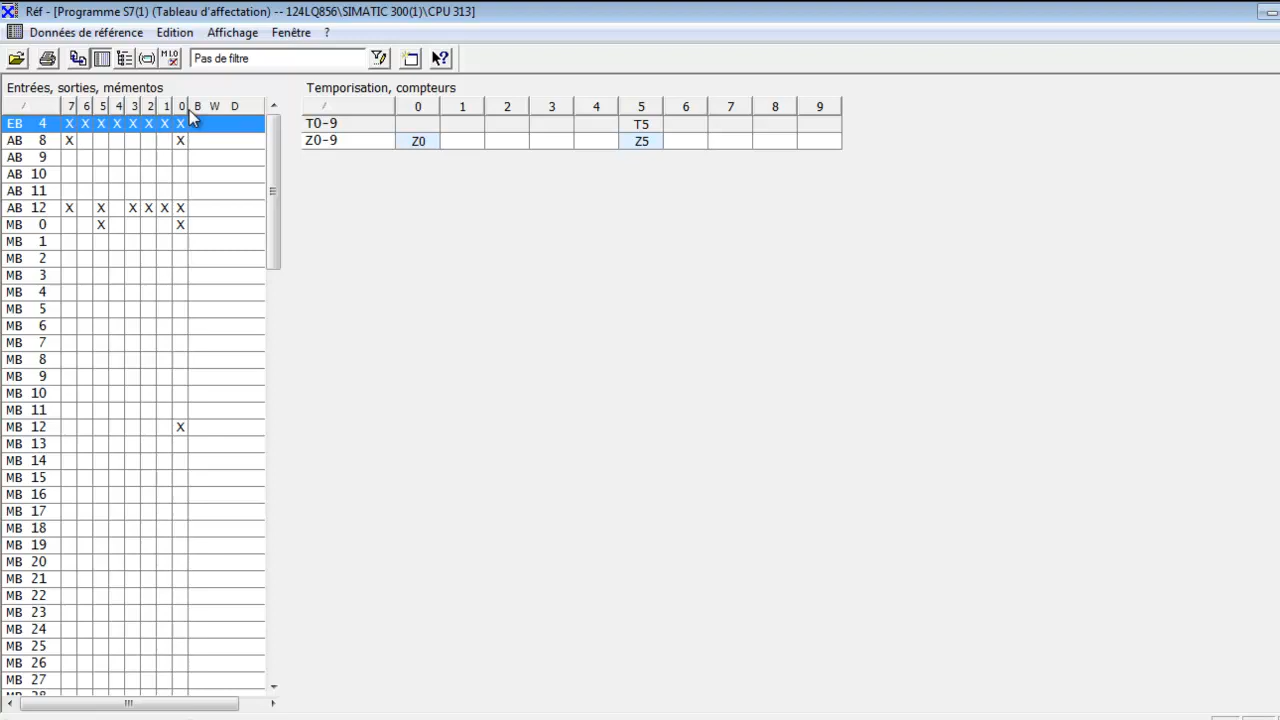 Réf - [Programme S7(1) (Tableau d'affectation) -- 124LQ856\SIMATIC 300(1)\CPU 313]
Données de référence Edition Affichage Fenêtre ?
Pas de filtre
Entrées, sorties, mémentos
/ 7 6 5 4 3 2 1 0 B W D
EB 4 X X X X X X X X
AB 8 X X
AB 9
AB 10
AB 11
AB 12 X X X X X X
MB 0 X X
MB 1
MB 2
MB 3
MB 4
MB 5
MB 6
MB 7
MB 8
MB 9
MB 10
MB 11
MB 12 X
MB 13
MB 14
MB 15
MB 16
MB 17
MB 18
MB 19
MB 20
MB 21
MB 22
MB 23
MB 24
MB 25
MB 26
MB 27
Temporisation, compteurs
/ 0 1 2 3 4 5 6 7 8 9
T0-9 T5
Z0-9 Z0 Z5